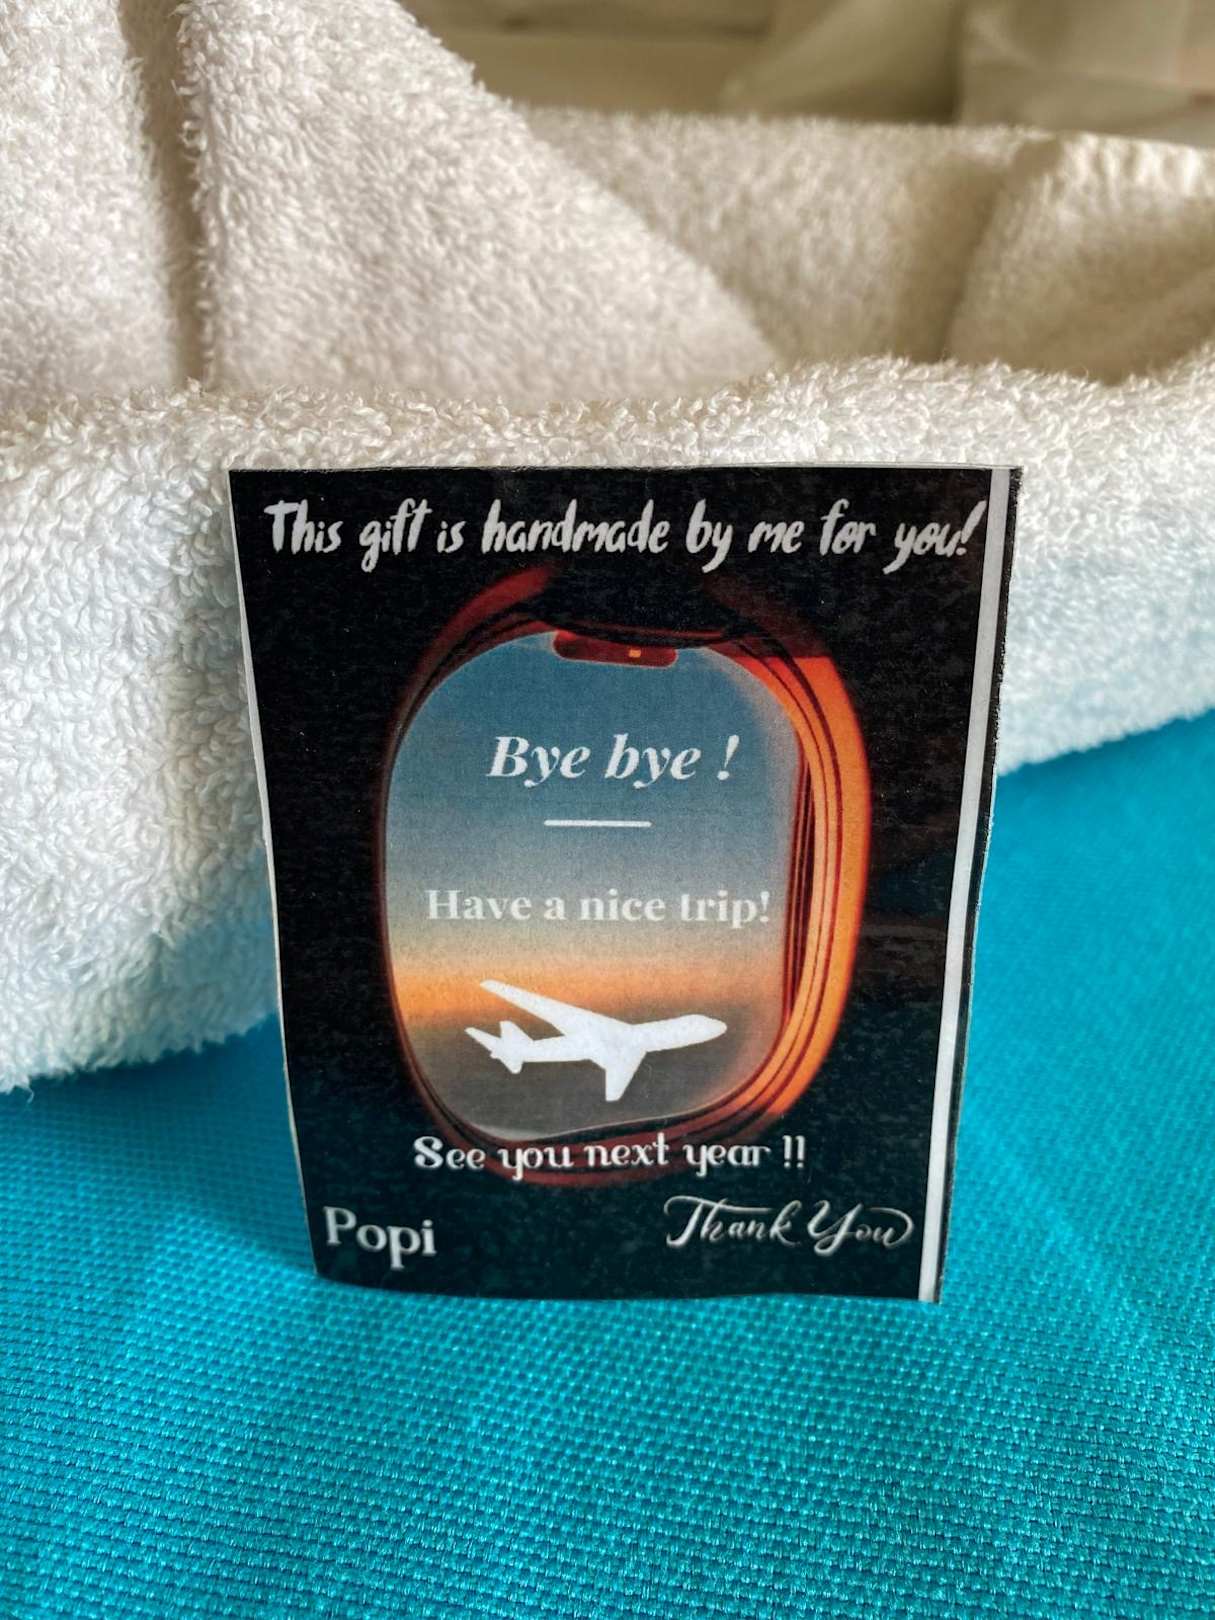 This gift is handmade by me for you!
Bye bye !
Have a nice trip!
See you next year !!
Popi
Thank You